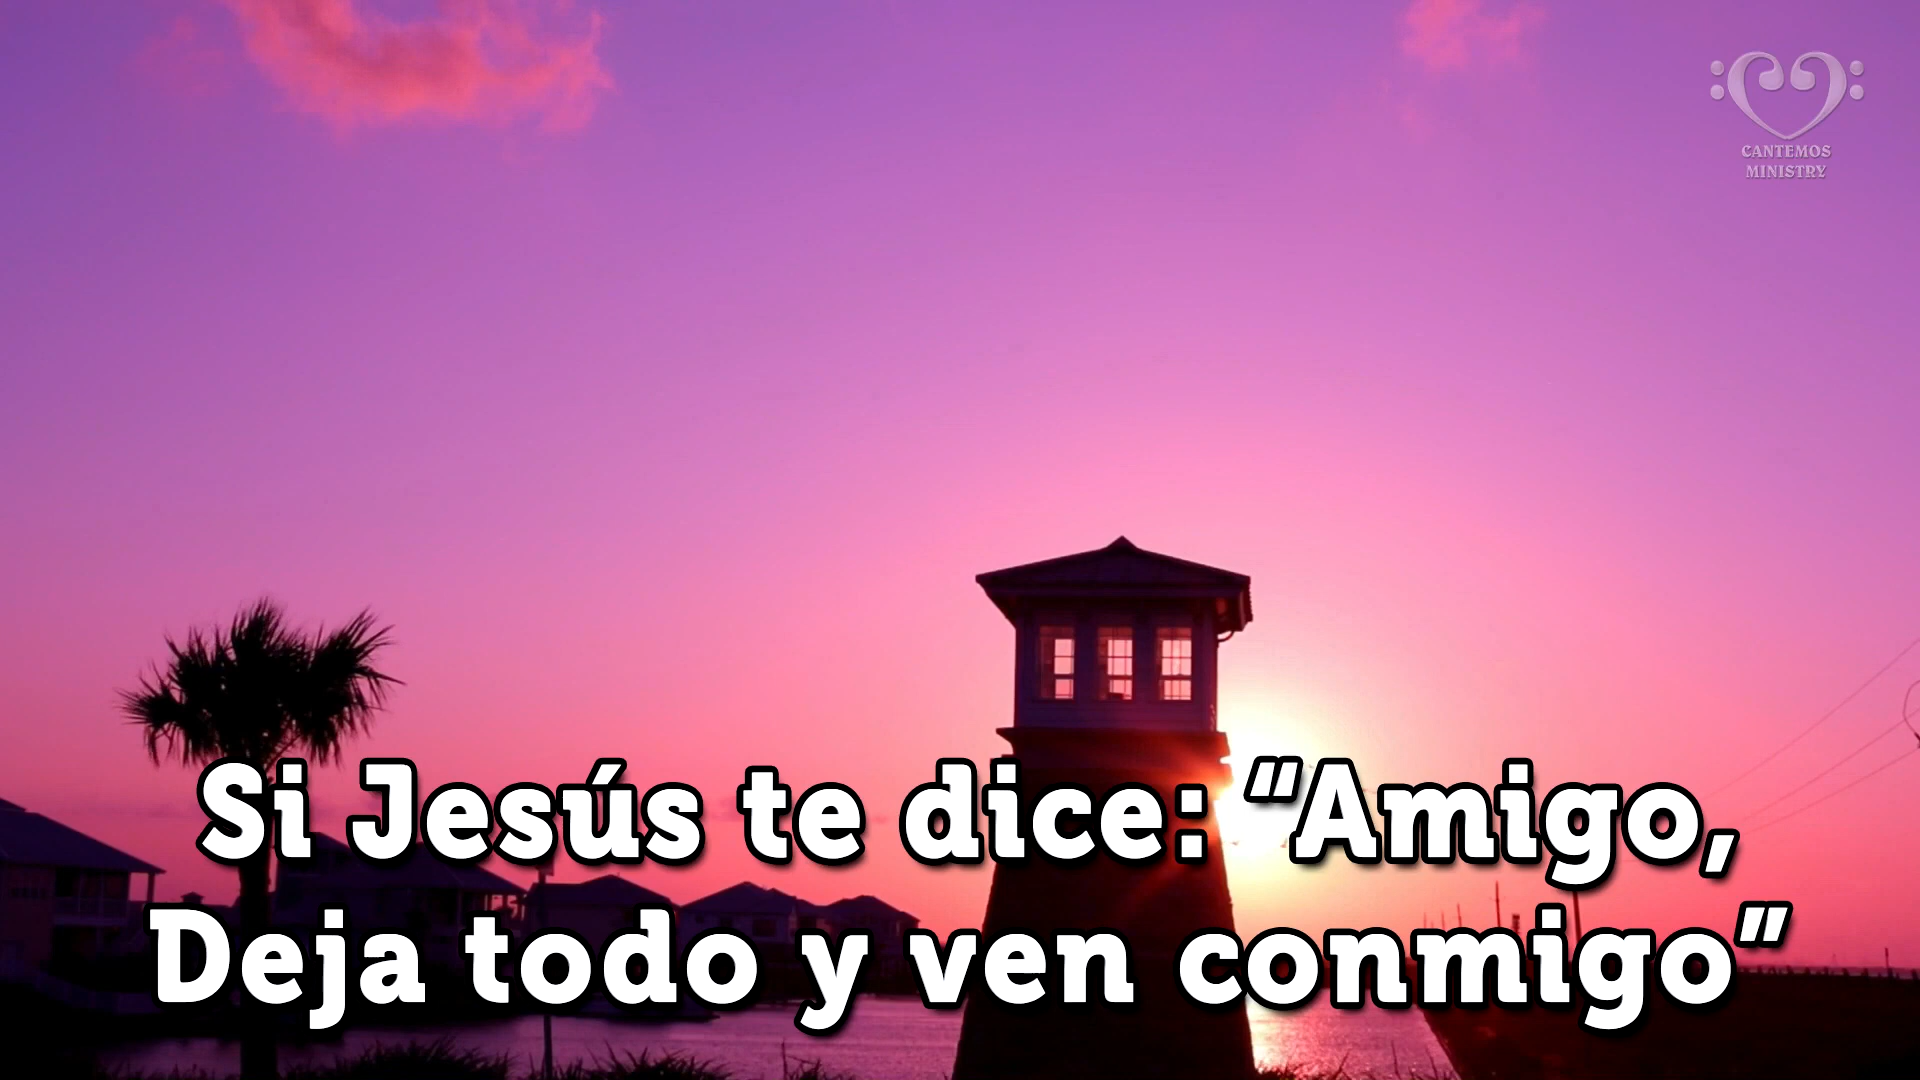 CANTEMOS
MINISTRY
Si Jesús te dice: “Amigo,
Deja todo y ven conmigo”